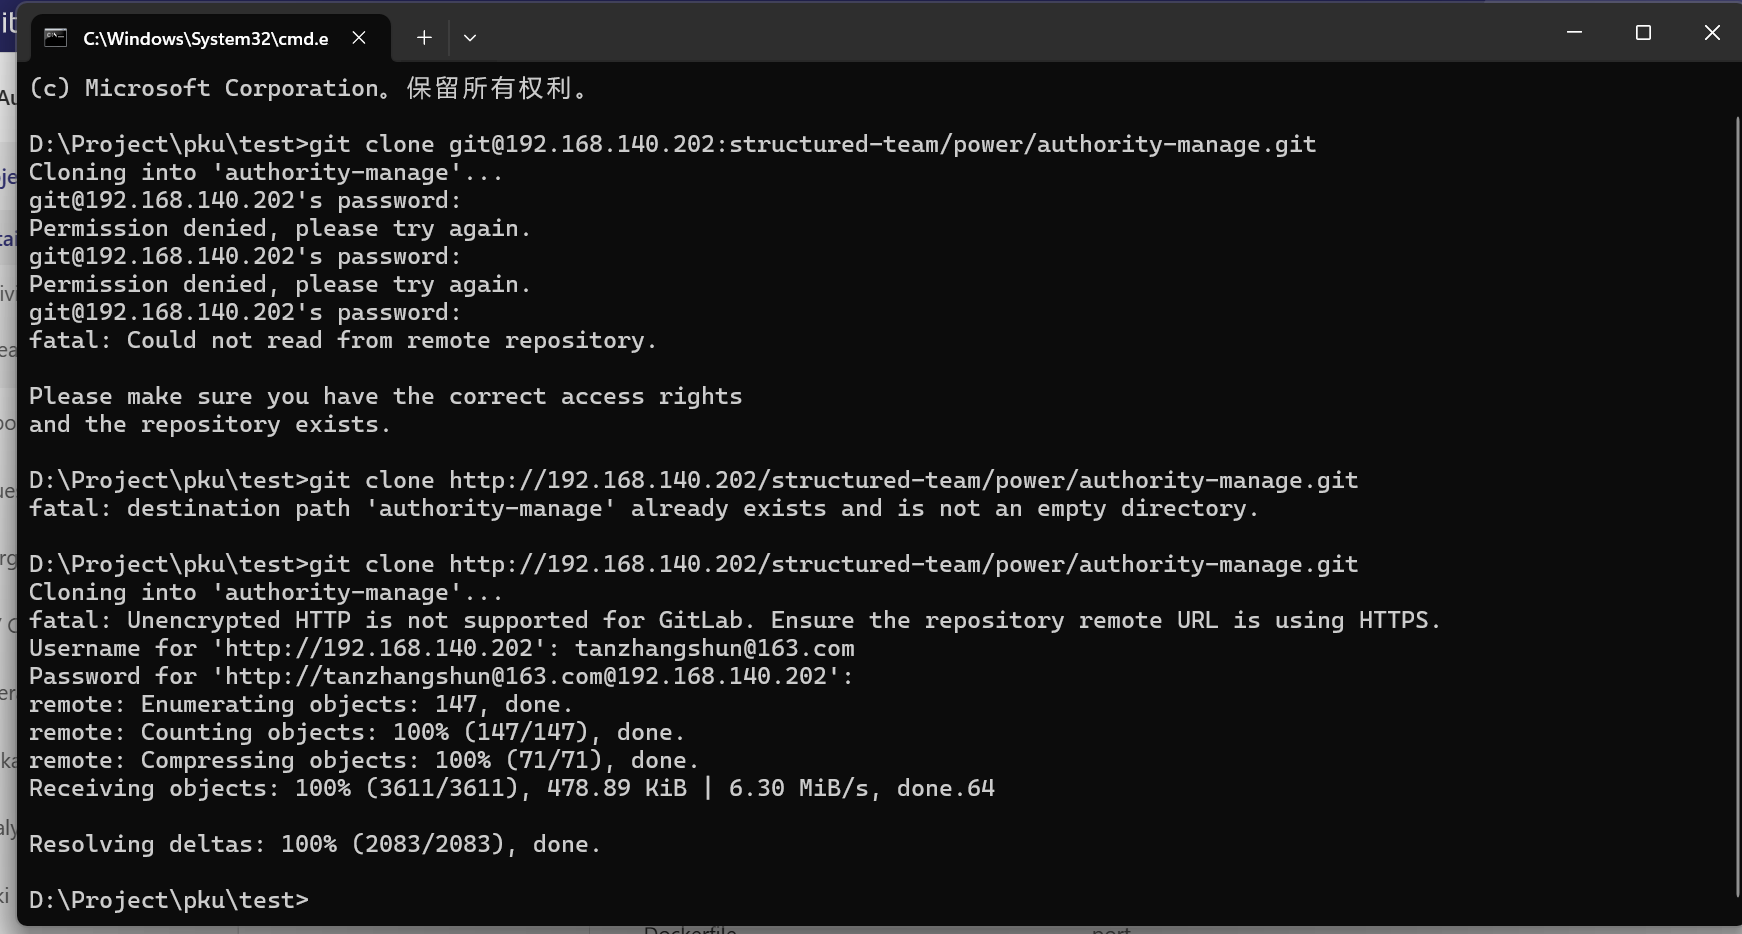 C:\Windows\System32\cmd.e
(c) Microsoft Corporation。保留所有权利。
D:\Project\pku\test>git clone git@192.168.140.202:structured-team/power/authority-manage.git
Cloning into 'authority-manage'...
git@192.168.140.202's password:
Permission denied, please try again.
git@192.168.140.202's password:
Permission denied, please try again.
git@192.168.140.202's password:
fatal: Could not read from remote repository.
Please make sure you have the correct access rights
and the repository exists.
D:\Project\pku\test>git clone http://192.168.140.202/structured-team/power/authority-manage.git
fatal: destination path 'authority-manage' already exists and is not an empty directory.
D:\Project\pku\test>git clone http://192.168.140.202/structured-team/power/authority-manage.git
Cloning into 'authority-manage'...
fatal: Unencrypted HTTP is not supported for GitLab. Ensure the repository remote URL is using HTTPS.
Username for 'http://192.168.140.202': tanzhangshun@163.com
Password for 'http://tanzhangshun@163.com@192.168.140.202':
remote: Enumerating objects: 147, done.
remote: Counting objects: 100% (147/147), done.
remote: Compressing objects: 100% (71/71), done.
Receiving objects: 100% (3611/3611), 478.89 KiB | 6.30 MiB/s, done.64
Resolving deltas: 100% (2083/2083), done.
D:\Project\pku\test>